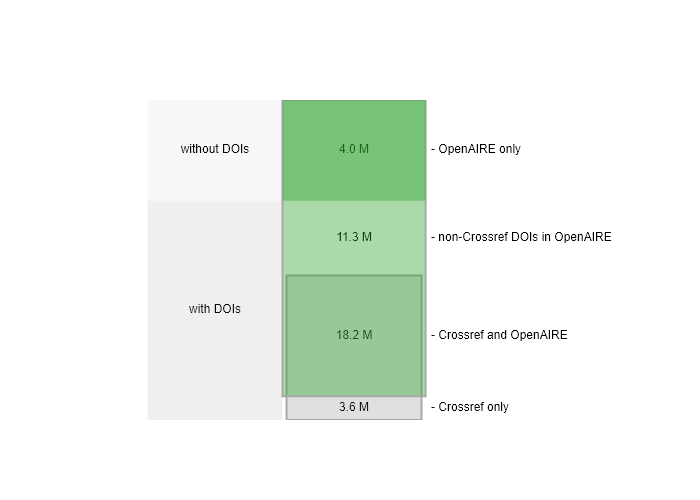 without DOIs
4.0 M
- OpenAIRE only
11.3 M
- non-Crossref DOIs in OpenAIRE
with DOIs
18.2 M
- Crossref and OpenAIRE
3.6 M
- Crossref only